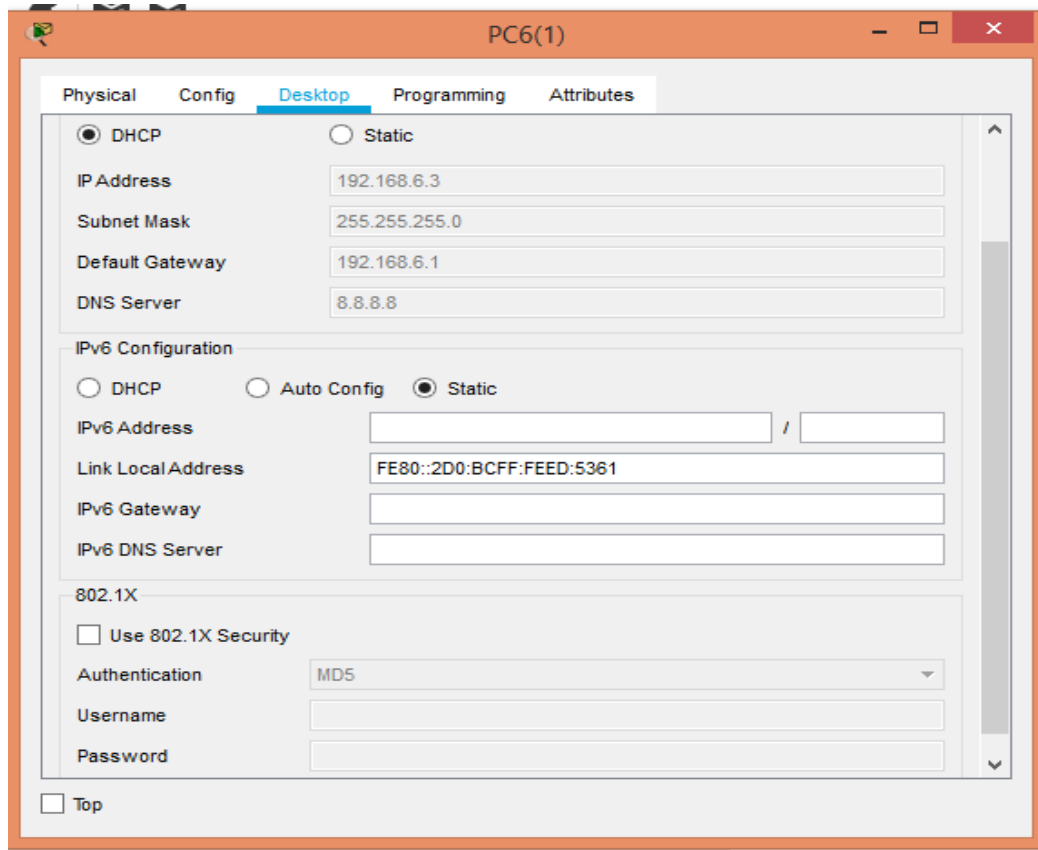 PC6(1)
Physical Config Desktop Programming Attributes
DHCP Static
IP Address 192.168.6.3
Subnet Mask 255.255.255.0
Default Gateway 192.168.6.1
DNS Server 8.8.8.8
IPv6 Configuration
DHCP Auto Config Static
IPv6 Address /
Link Local Address FE80::2D0:BCFF:FEED:5361
IPv6 Gateway
IPv6 DNS Server
802.1X
Use 802.1X Security
Authentication MD5
Username
Password
Top